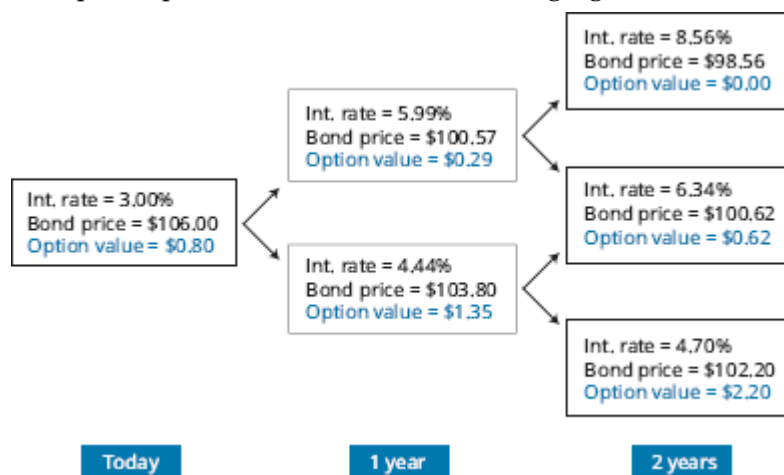 Int. rate = 8.56%
Bond price = $98.56
Option value = $0.00
Int. rate = 5.99%
Bond price = $100.57
Option value = $0.29
Int. rate = 3.00%
Bond price = $106.00
Option value = $0.80
Int. rate = 6.34%
Bond price = $100.62
Option value = $0.62
Int. rate = 4.44%
Bond price = $103.80
Option value = $1.35
Int. rate = 4.70%
Bond price = $102.20
Option value = $2.20
Today
1 year
2 years